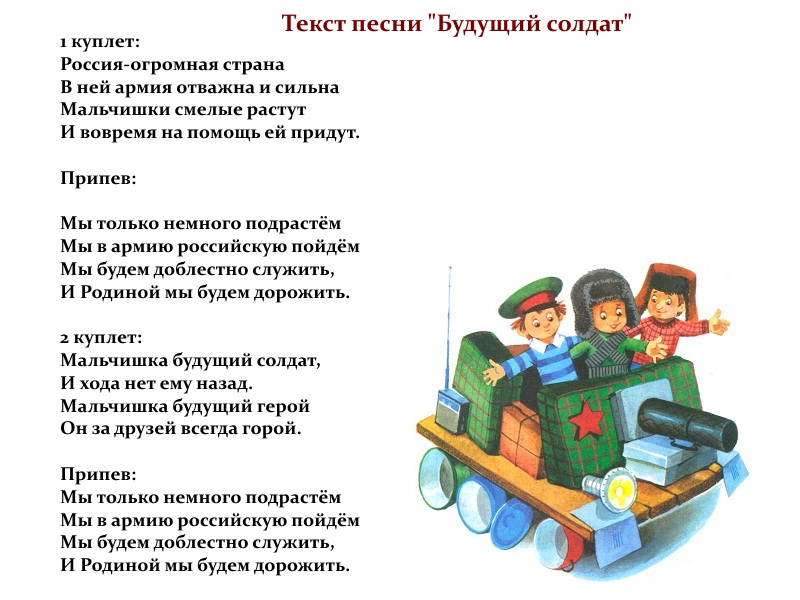 Текст песни "Будущий солдат"
1 куплет:
Россия-огромная страна
В ней армия отважна и сильна
Мальчишки смелые растут
И вовремя на помощь ей придут.
Припев:
Мы только немного подрастём
Мы в армию российскую пойдём
Мы будем доблестно служить,
И Родиной мы будем дорожить.
2 куплет:
Мальчишка будущий солдат,
И хода нет ему назад.
Мальчишка будущий герой
Он за друзей всегда горой.
Припев:
Мы только немного подрастём
Мы в армию российскую пойдём
Мы будем доблестно служить,
И Родиной мы будем дорожить.